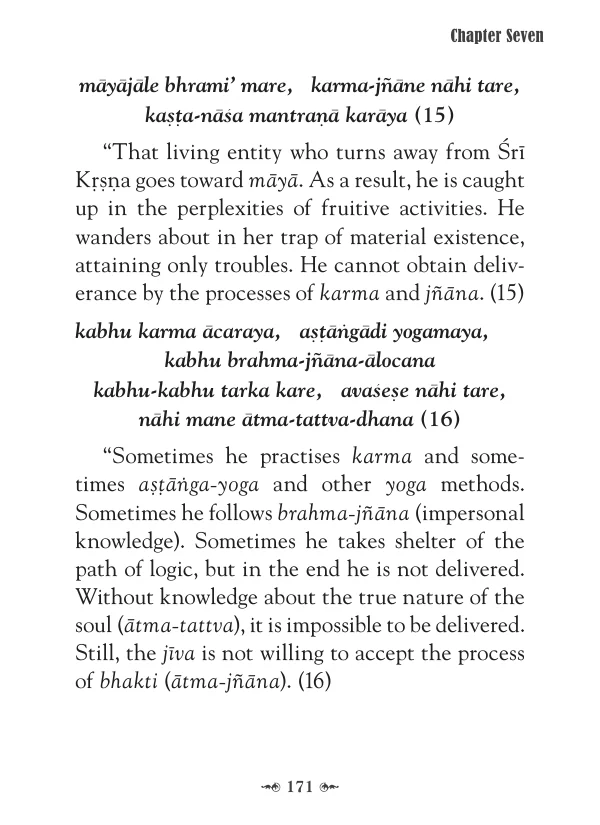 Chapter Seven
māyājāle bhrami’ mare, karma-jñāne nāhi tare,
kaṣṭa-nāśa mantraṇā karāya (15)
“That living entity who turns away from Śrī
Kṛṣṇa goes toward māyā. As a result, he is caught
up in the perplexities of fruitive activities. He
wanders about in her trap of material existence,
attaining only troubles. He cannot obtain deliv-
erance by the processes of karma and jñāna. (15)
kabhu karma ācaraya, aṣṭāṅgādi yogamaya,
kabhu brahma-jñāna-ālocana
kabhu-kabhu tarka kare, avaśeṣe nāhi tare,
nāhi mane ātma-tattva-dhana (16)
“Sometimes he practises karma and some-
times aṣṭāṅga-yoga and other yoga methods.
Sometimes he follows brahma-jñāna (impersonal
knowledge). Sometimes he takes shelter of the
path of logic, but in the end he is not delivered.
Without knowledge about the true nature of the
soul (ātma-tattva), it is impossible to be delivered.
Still, the jīva is not willing to accept the process
of bhakti (ātma-jñāna). (16)
171